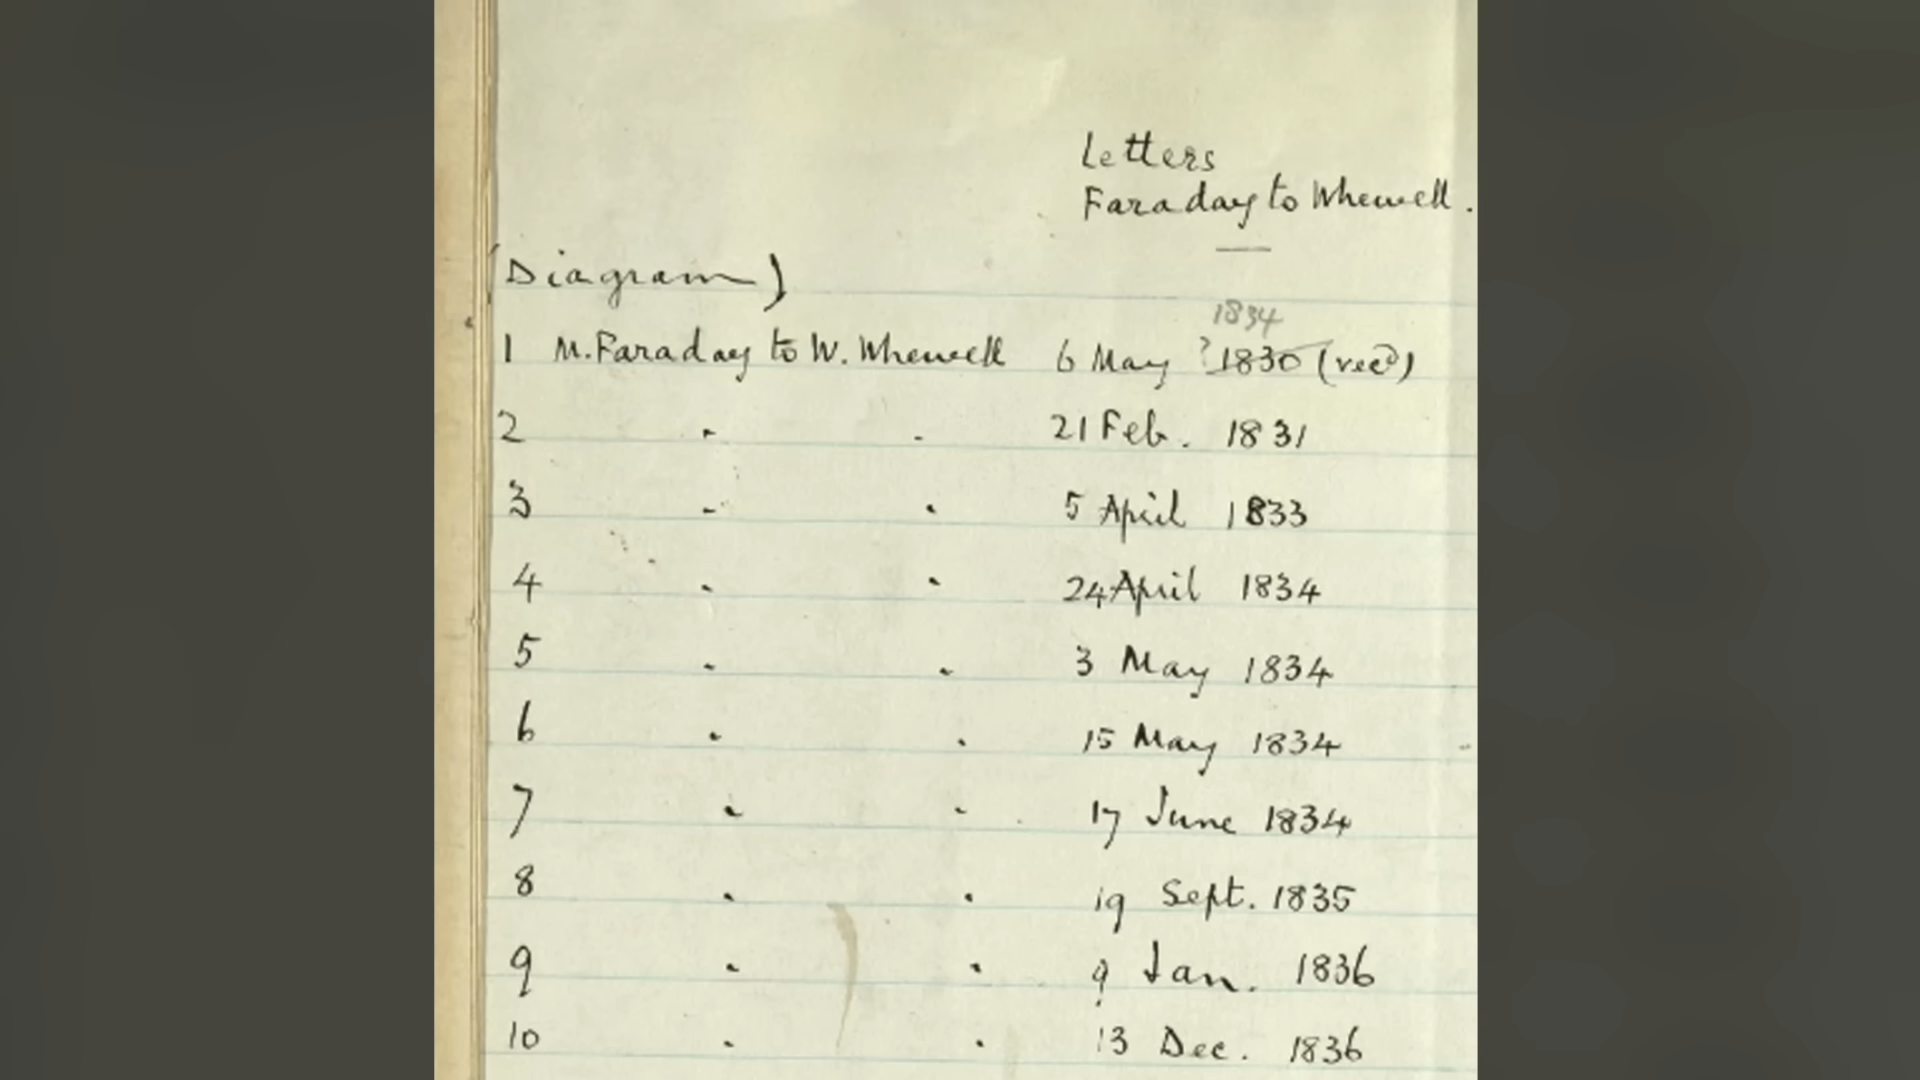 Letters
Faraday to Whewell.
(Diagram)
1834
1 M. Faraday to W. Whewell 6 May ? 1830 (recd)
2 " " 21 Feb. 1831
3 " " 5 April 1833
4 " " 24 April 1834
5 " " 3 May 1834
6 " " 15 May 1834
7 " " 17 June 1834
8 " " 19 Sept. 1835
9 " " 9 Jan. 1836
10 " " 13 Dec. 1836